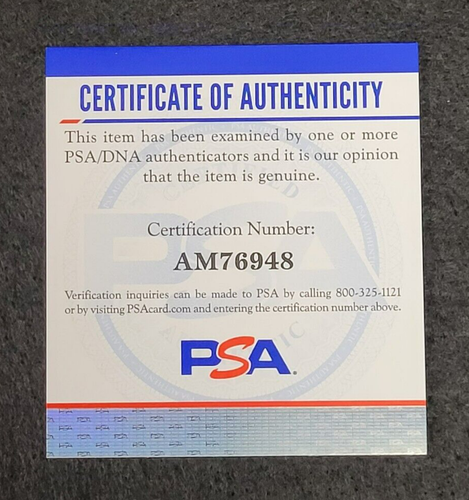 CERTIFICATE OF AUTHENTICITY
This item has been examined by one or more
PSA/DNA authenticators and it is our opinion
that the item is genuine.
Certification Number:
AM76948
Verification inquiries can be made to PSA by calling 800-325-1121
or by visiting PSAcard.com and entering the certification number above.
PSA.